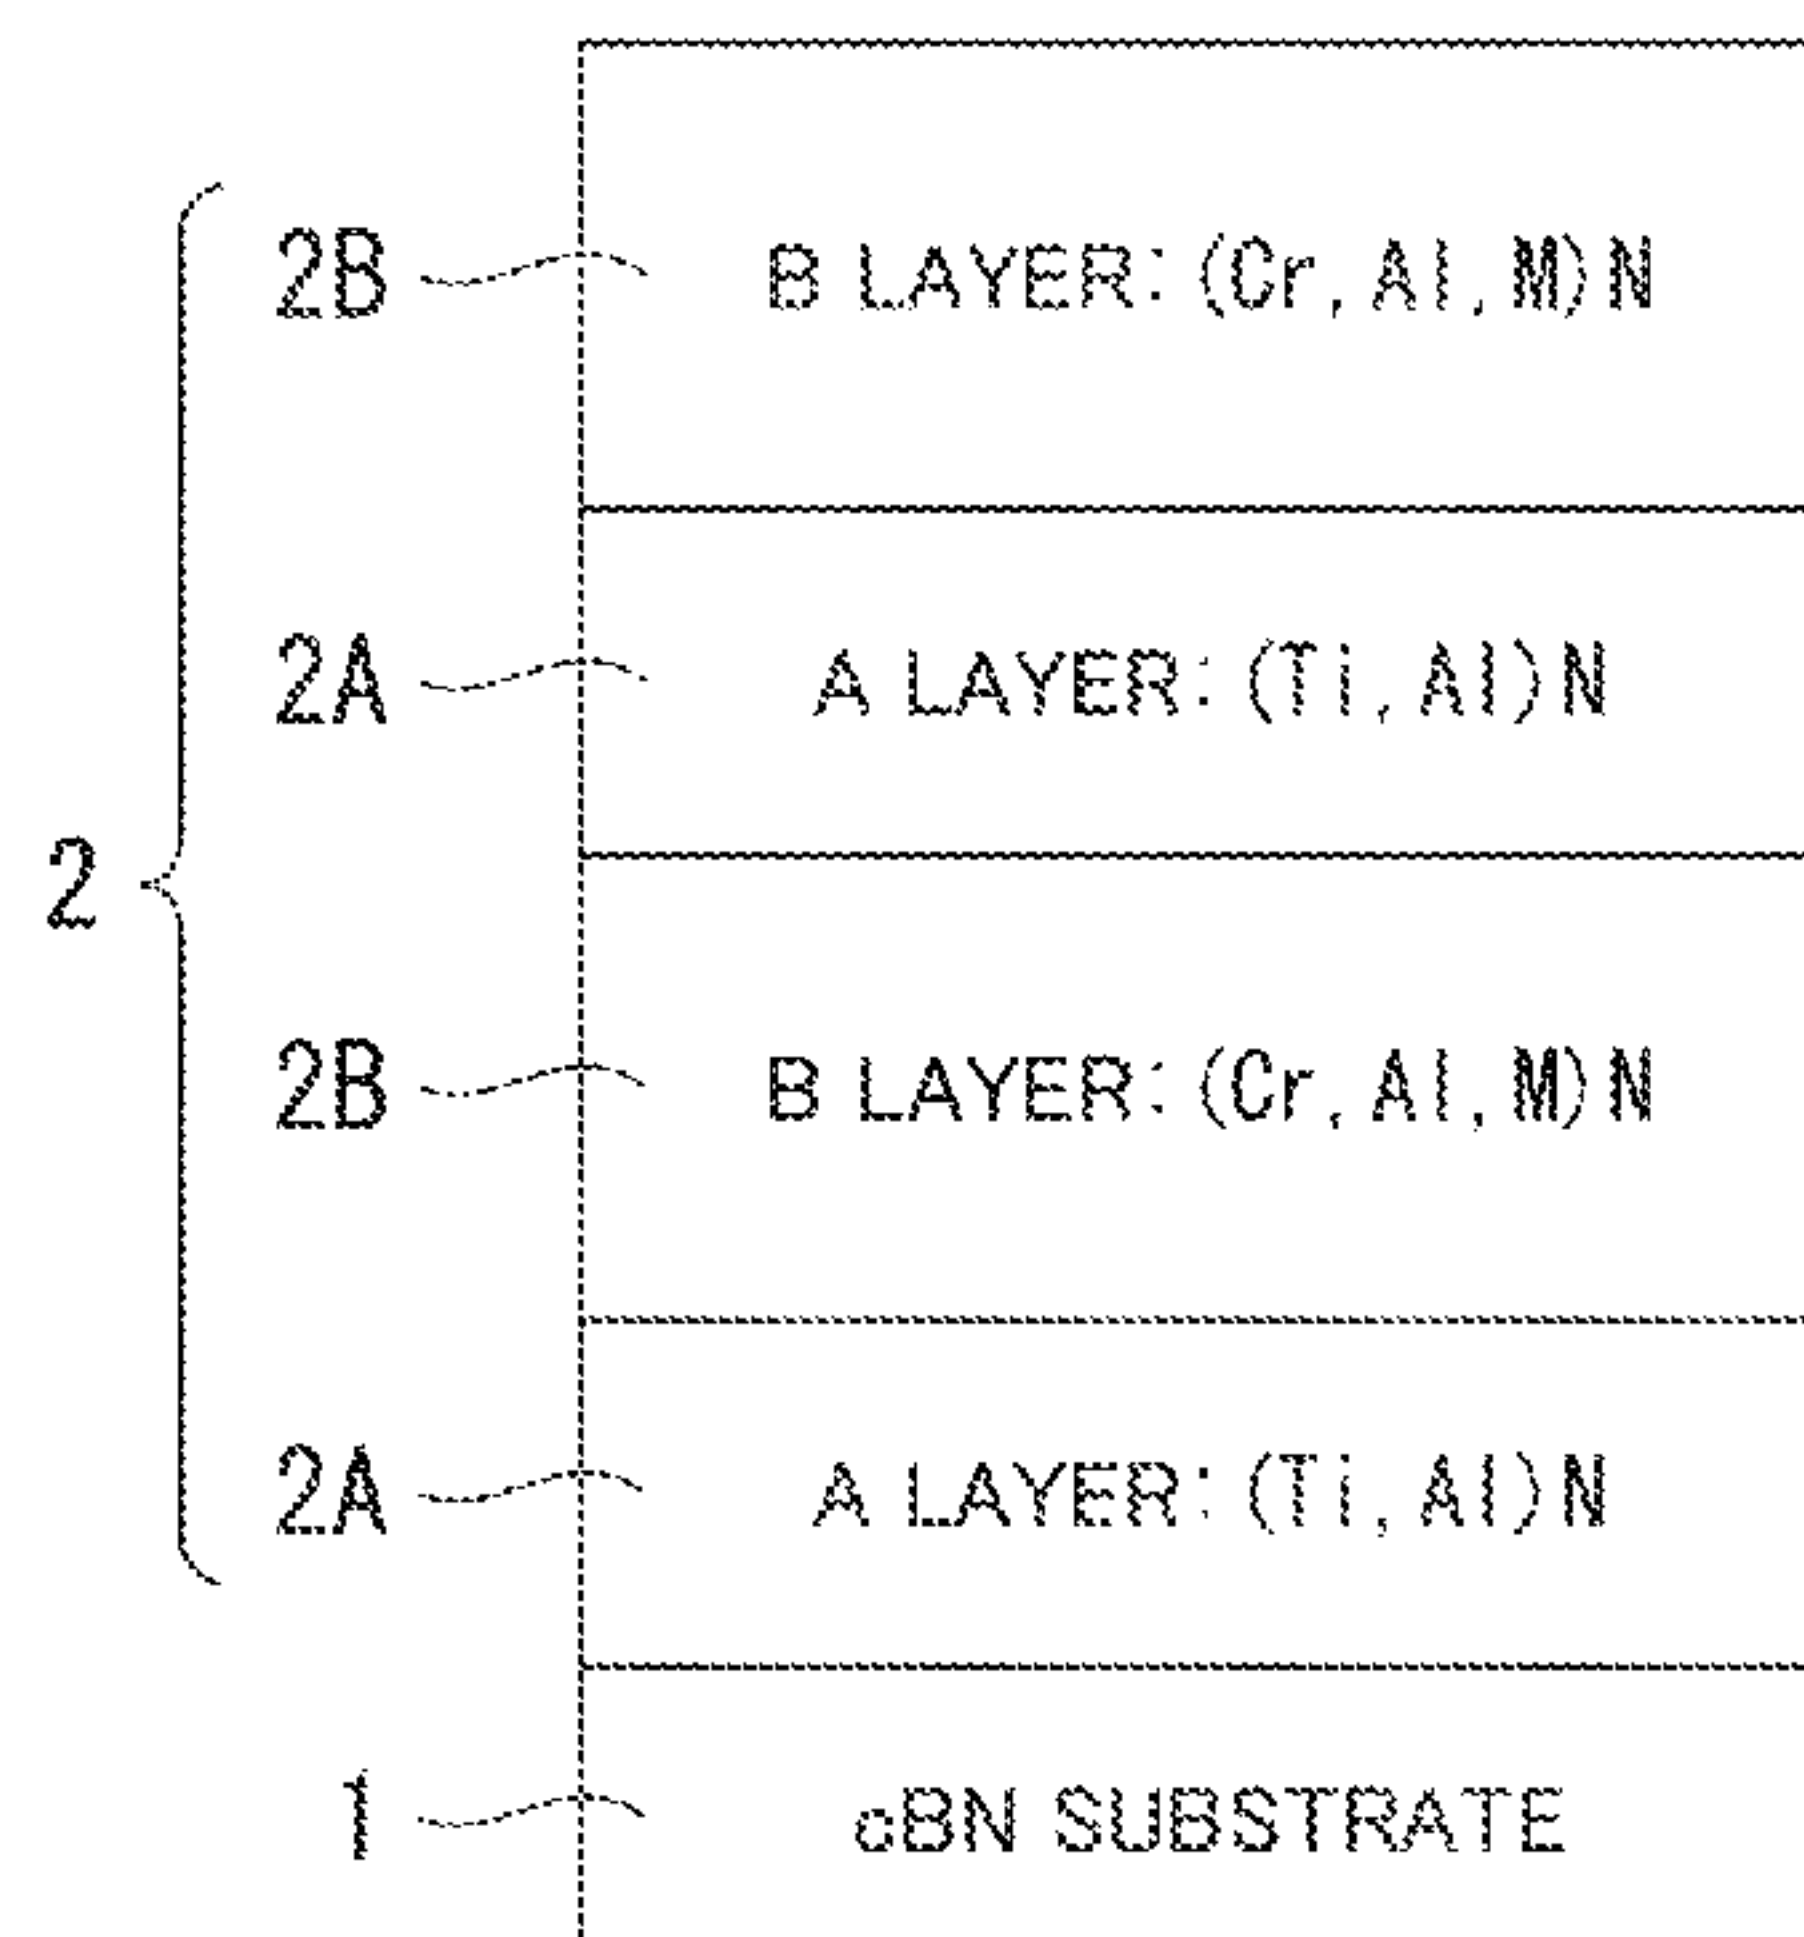 2B B LAYER: (Cr, Al, M)N
2A A LAYER: (Ti, Al)N
2
2B B LAYER: (Cr, Al, M)N
2A A LAYER: (Ti, Al)N
1 cBN SUBSTRATE